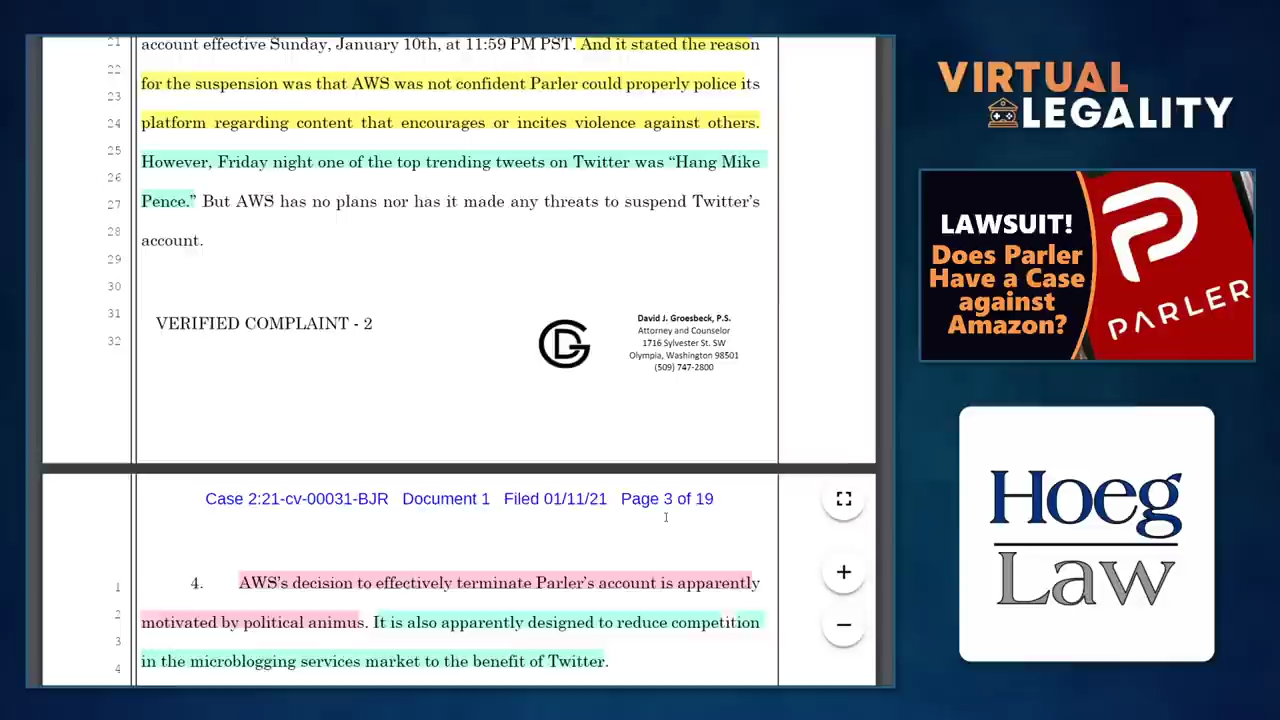 21 account effective Sunday, January 10th, at 11:59 PM PST. And it stated the reason
22 for the suspension was that AWS was not confident Parler could properly police its
23
24 platform regarding content that encourages or incites violence against others.
25 However, Friday night one of the top trending tweets on Twitter was “Hang Mike
26
27 Pence.” But AWS has no plans nor has it made any threats to suspend Twitter’s
28 account.
29
30
31 VERIFIED COMPLAINT - 2
32
DG
David J. Groesbeck, P.S.
Attorney and Counselor
1716 Sylvester St. SW
Olympia, Washington 98501
(509) 747-2800
Case 2:21-cv-00031-BJR Document 1 Filed 01/11/21 Page 3 of 19
1 4. AWS’s decision to effectively terminate Parler’s account is apparently
2 motivated by political animus. It is also apparently designed to reduce competition
3
4 in the microblogging services market to the benefit of Twitter.
+
−
VIRTUAL
LEGALITY
LAWSUIT!
Does Parler
Have a Case
against
Amazon?
PARLER
Hoeg
Law